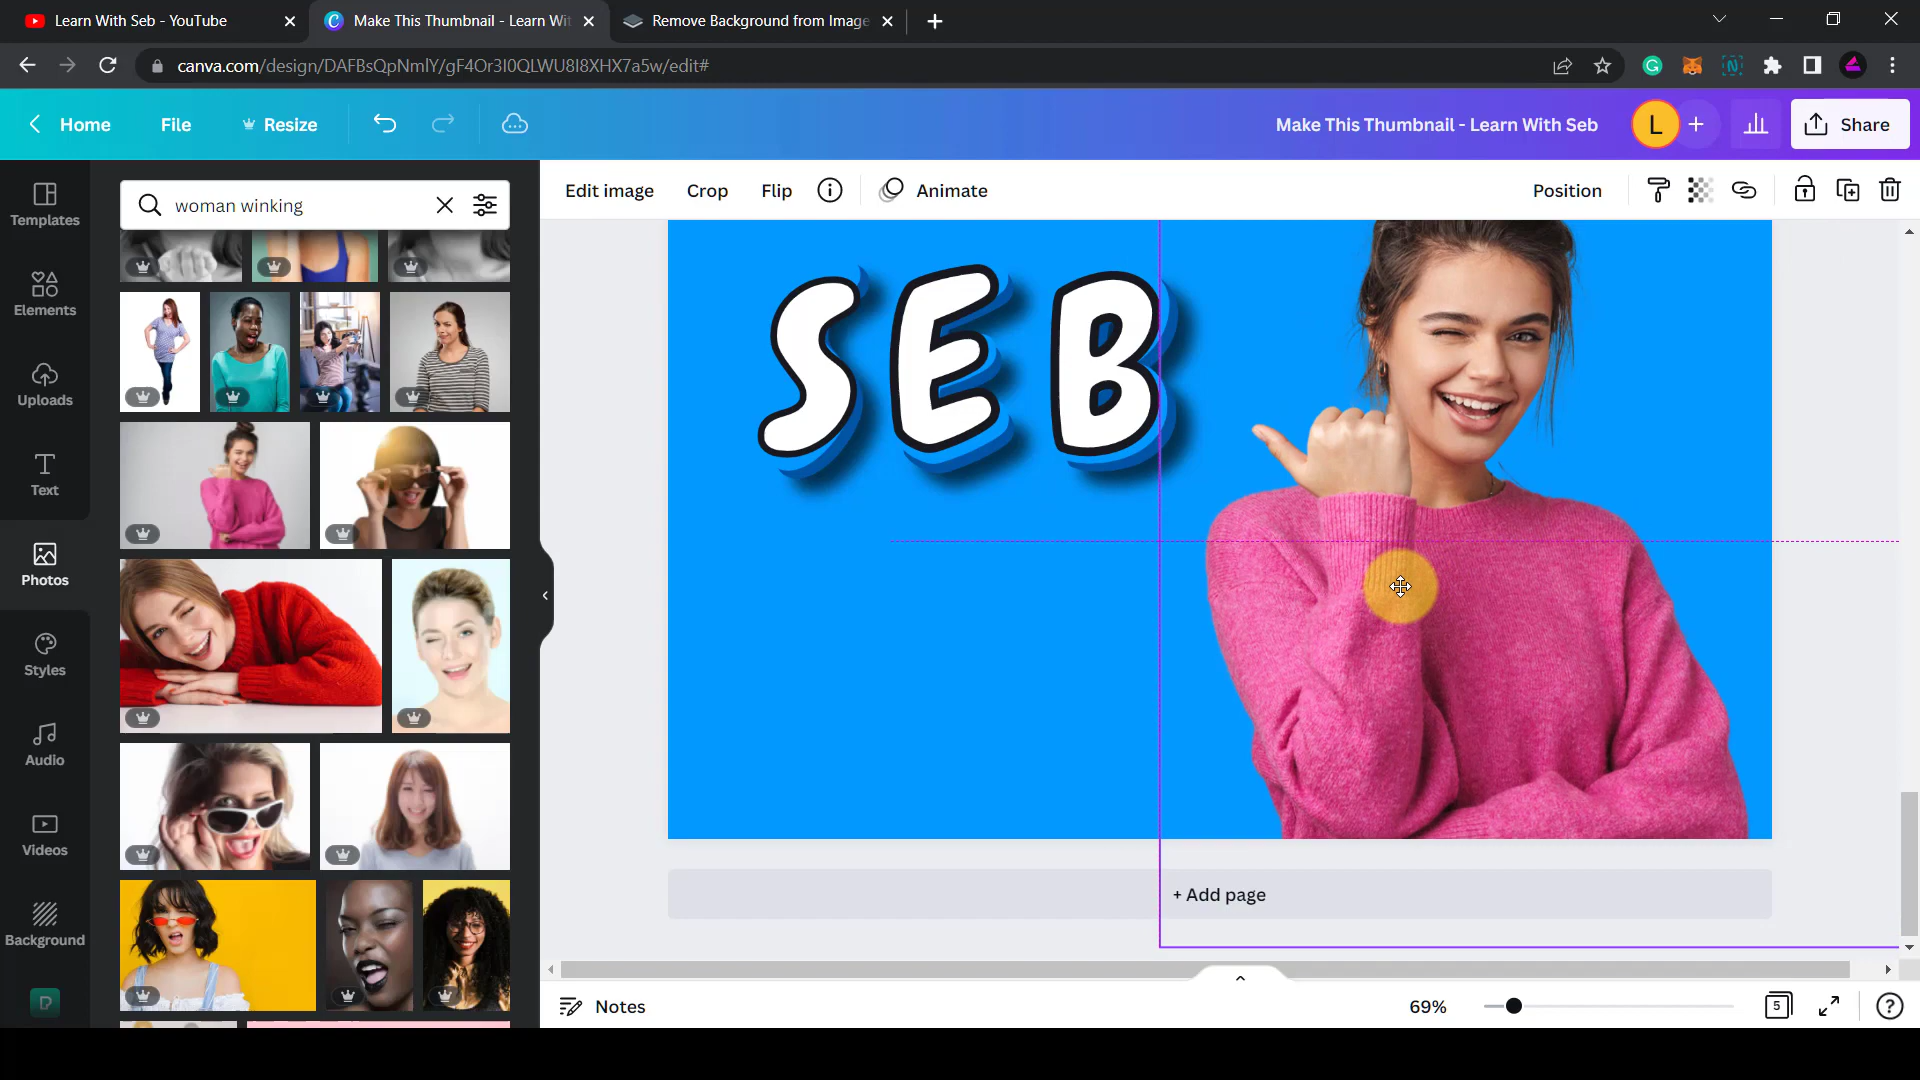 Learn With Seb - YouTube
Make This Thumbnail - Learn Wit
Remove Background from Image
canva.com/design/DAFBsQpNmlY/gF4Or3I0QLWU8I8XHX7a5w/edit#
Home
File
Resize
Make This Thumbnail - Learn With Seb
L
+
Share
Templates
Elements
Uploads
Text
Photos
Styles
Audio
Videos
Background
woman winking
Edit image
Crop
Flip
Animate
Position
SEB
+ Add page
Notes
69%
5
?